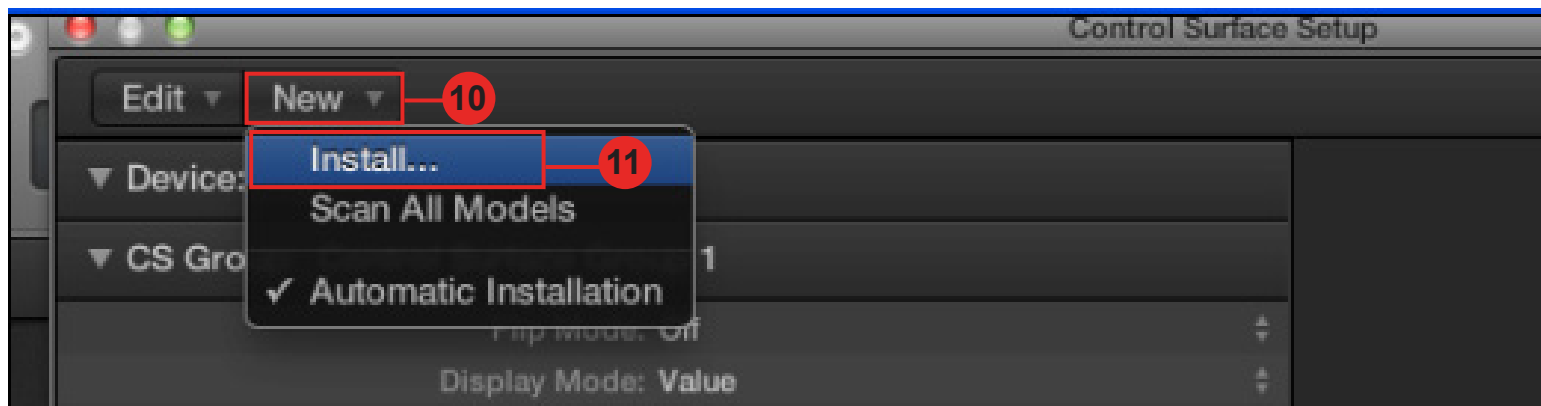 Control Surface Setup
Edit New 10
Install... 11
Device:
Scan All Models
CS Gro 1
✓ Automatic Installation
Flip Mode: Off
Display Mode: Value